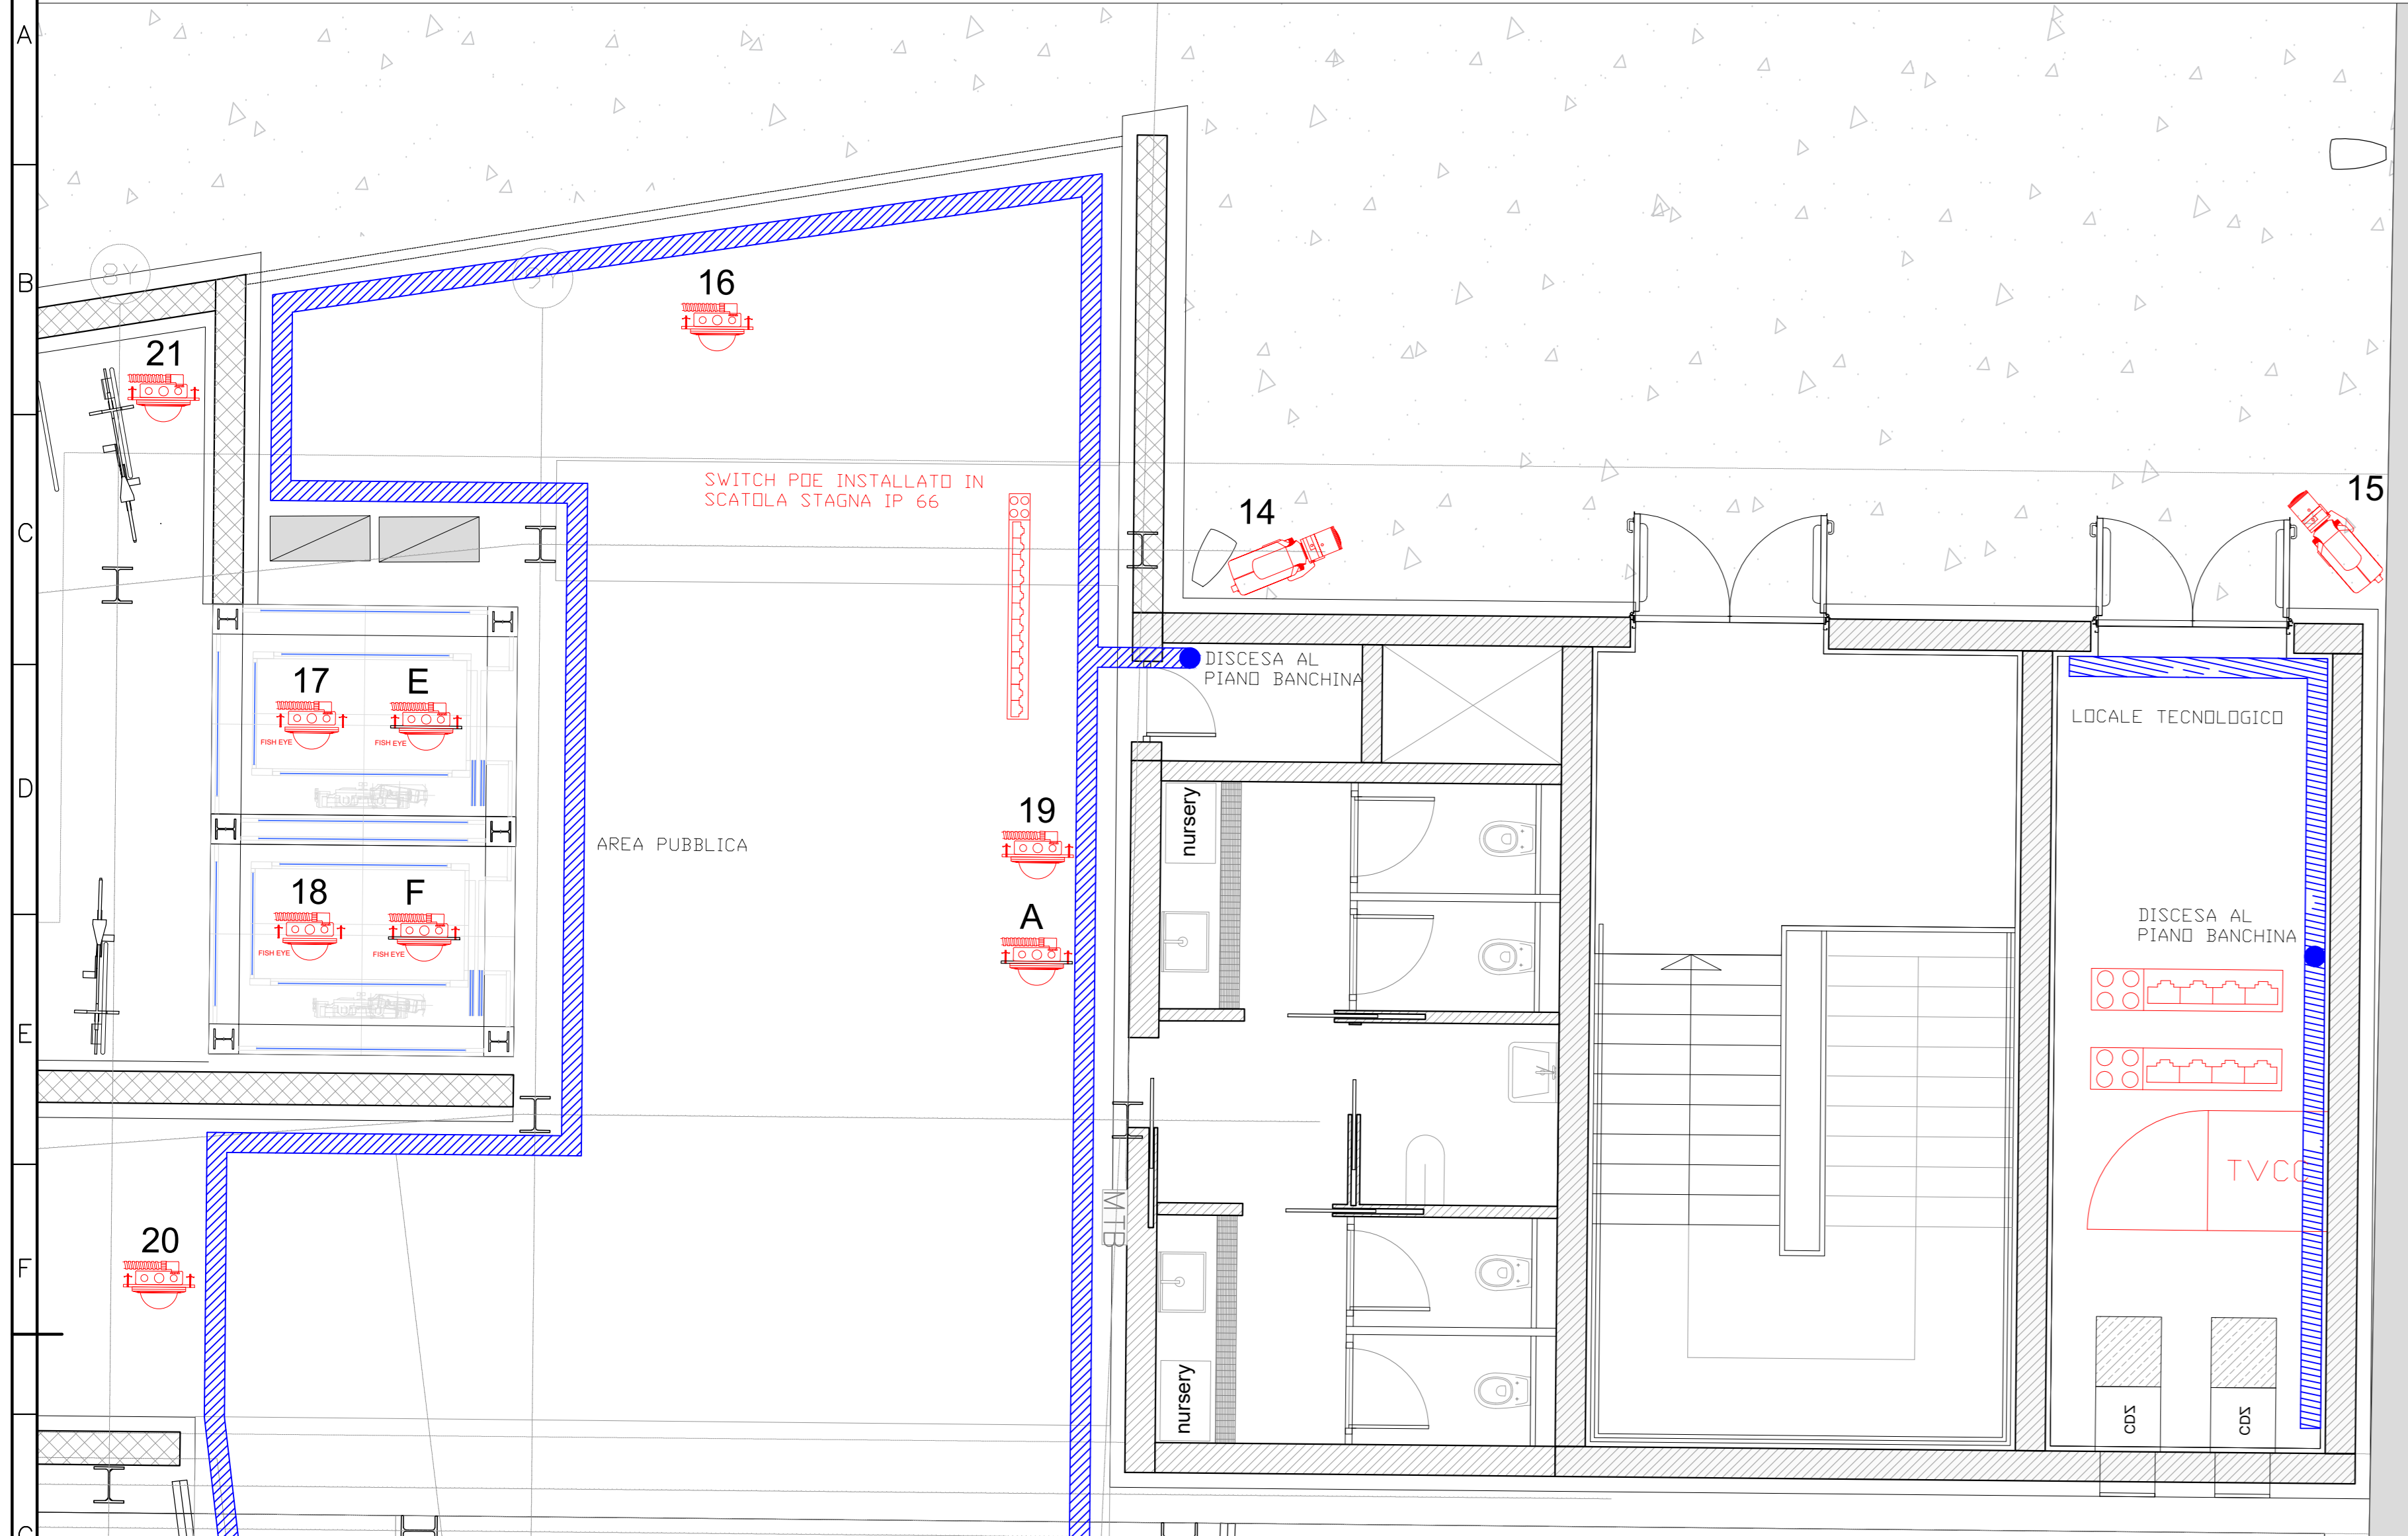 A
B
8Y
9Y
16
21
SWITCH POE INSTALLATO IN
SCATOLA STAGNA IP 66
15
14
C
DISCESA AL
PIANO BANCHINA
17
E
FISH EYE
FISH EYE
LOCALE TECNOLOGICO
D
nursery
19
AREA PUBBLICA
18
F
FISH EYE
FISH EYE
A
DISCESA AL
PIANO BANCHINA
E
TVCC
MTB
20
F
nursery
CDZ
CDZ